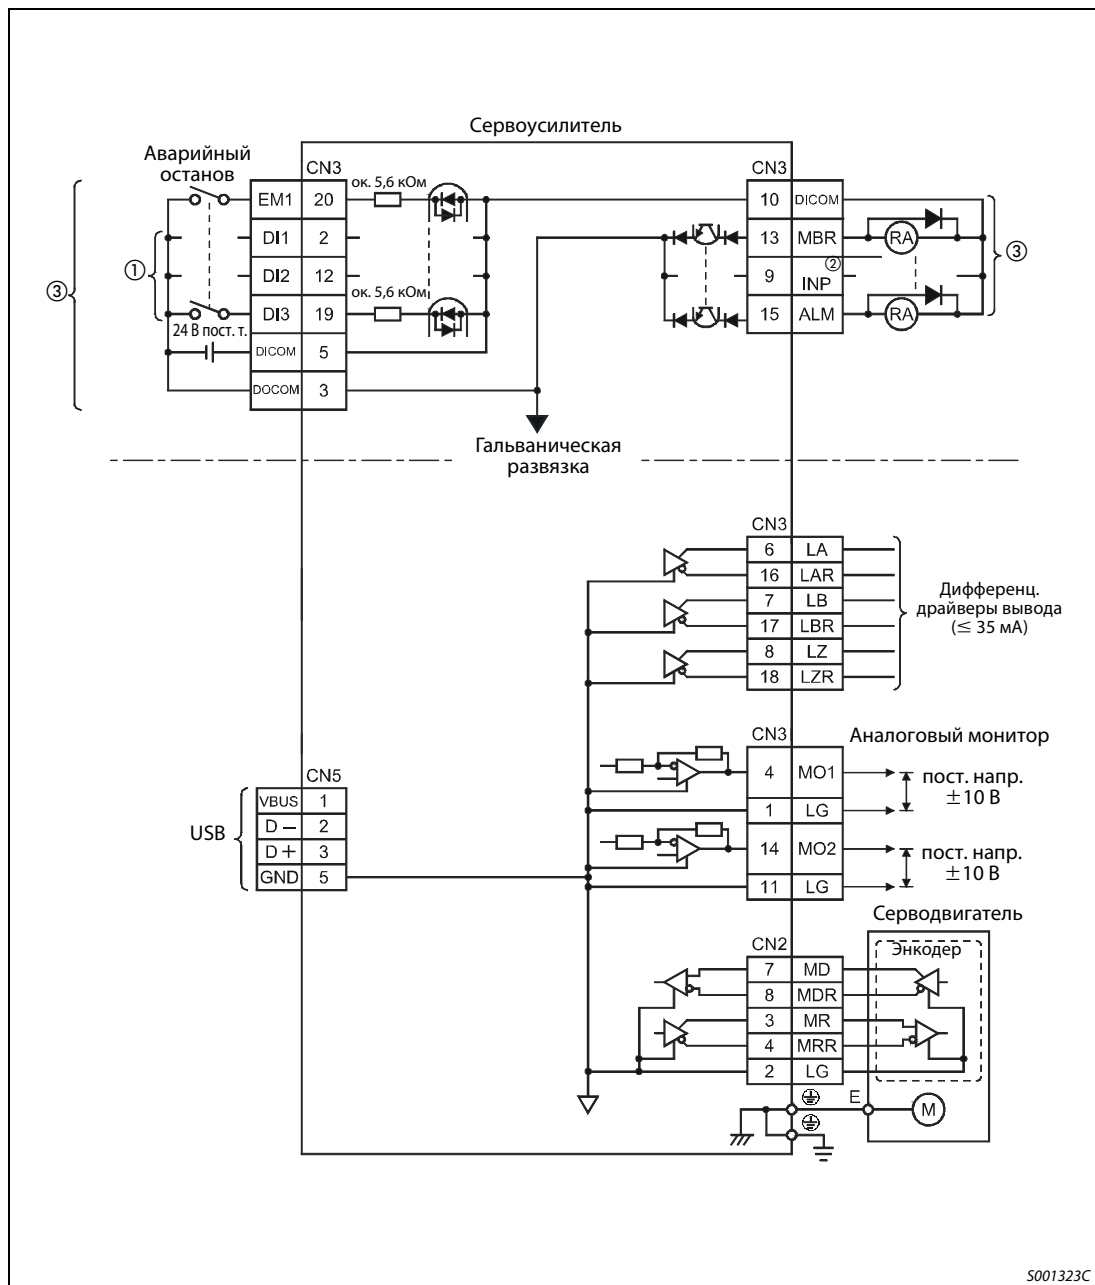 Сервоусилитель
Аварийный
останов
CN3
EM1 20 ок. 5,6 кОм
DI1 2
①
DI2 12
③
DI3 19 ок. 5,6 кОм
24 В пост. т.
DICOM 5
DOCOM 3
CN3
10 DICOM
13 MBR RA
②
9 INP
③
15 ALM RA
Гальваническая
развязка
CN3
6 LA
16 LAR
7 LB
17 LBR
8 LZ
18 LZR
Дифференц.
драйверы вывода
(≤ 35 мА)
CN3
Аналоговый монитор
4 MO1
1 LG
пост. напр.
±10 В
14 MO2
11 LG
пост. напр.
±10 В
CN5
USB
VBUS 1
D − 2
D + 3
GND 5
Серводвигатель
Энкодер
CN2
7 MD
8 MDR
3 MR
4 MRR
2 LG
E
M
S001323C